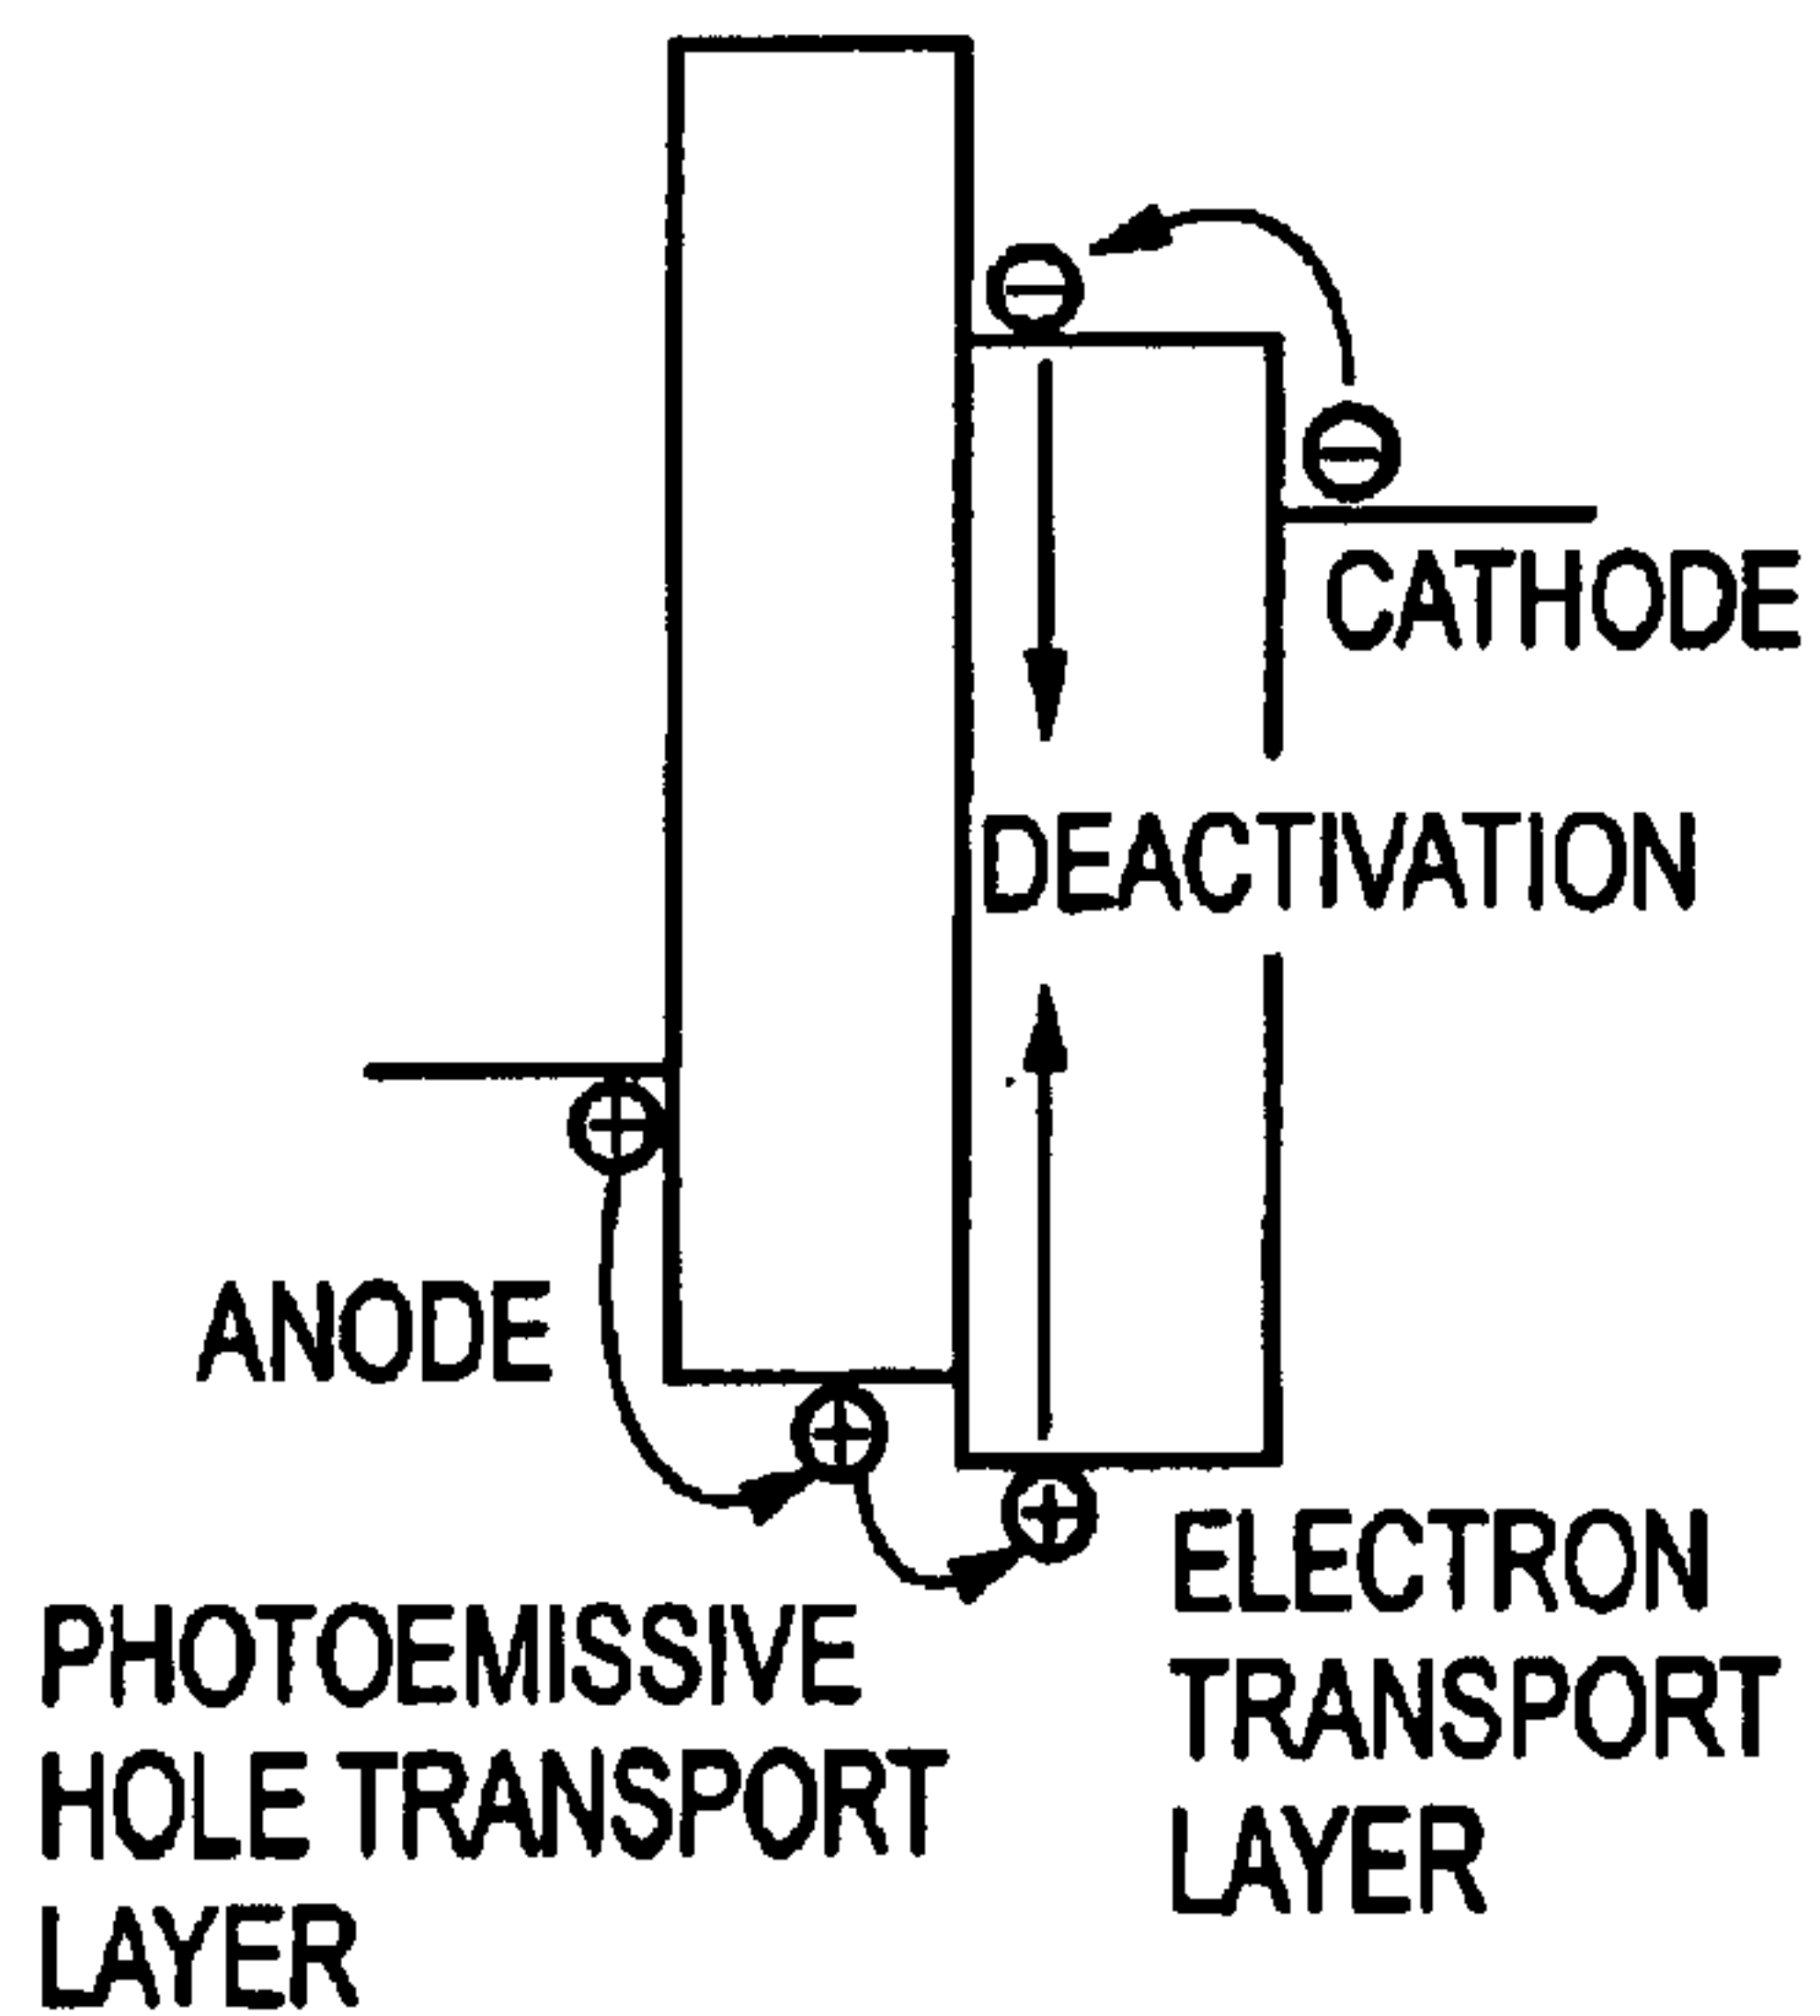 CATHODE
DEACTIVATION
ANODE
PHOTOEMISSIVE
HOLE TRANSPORT
LAYER
ELECTRON
TRANSPORT
LAYER